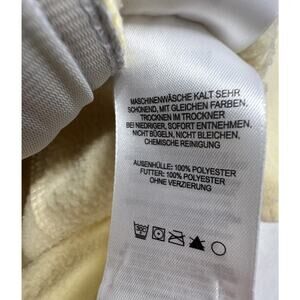 MASCHINENWÄSCHE KALT SEHR
SCHONEND, MIT GLEICHEN FARBEN,
TROCKNEN IM TROCKNER
BEI NIEDRIGER, SOFORT ENTNEHMEN,
NICHT BÜGELN, NICHT BLEICHEN,
CHEMISCHE REINIGUNG
AUßENHÜLLE: 100% POLYESTER
FUTTER: 100% POLYESTER
OHNE VERZIERUNG